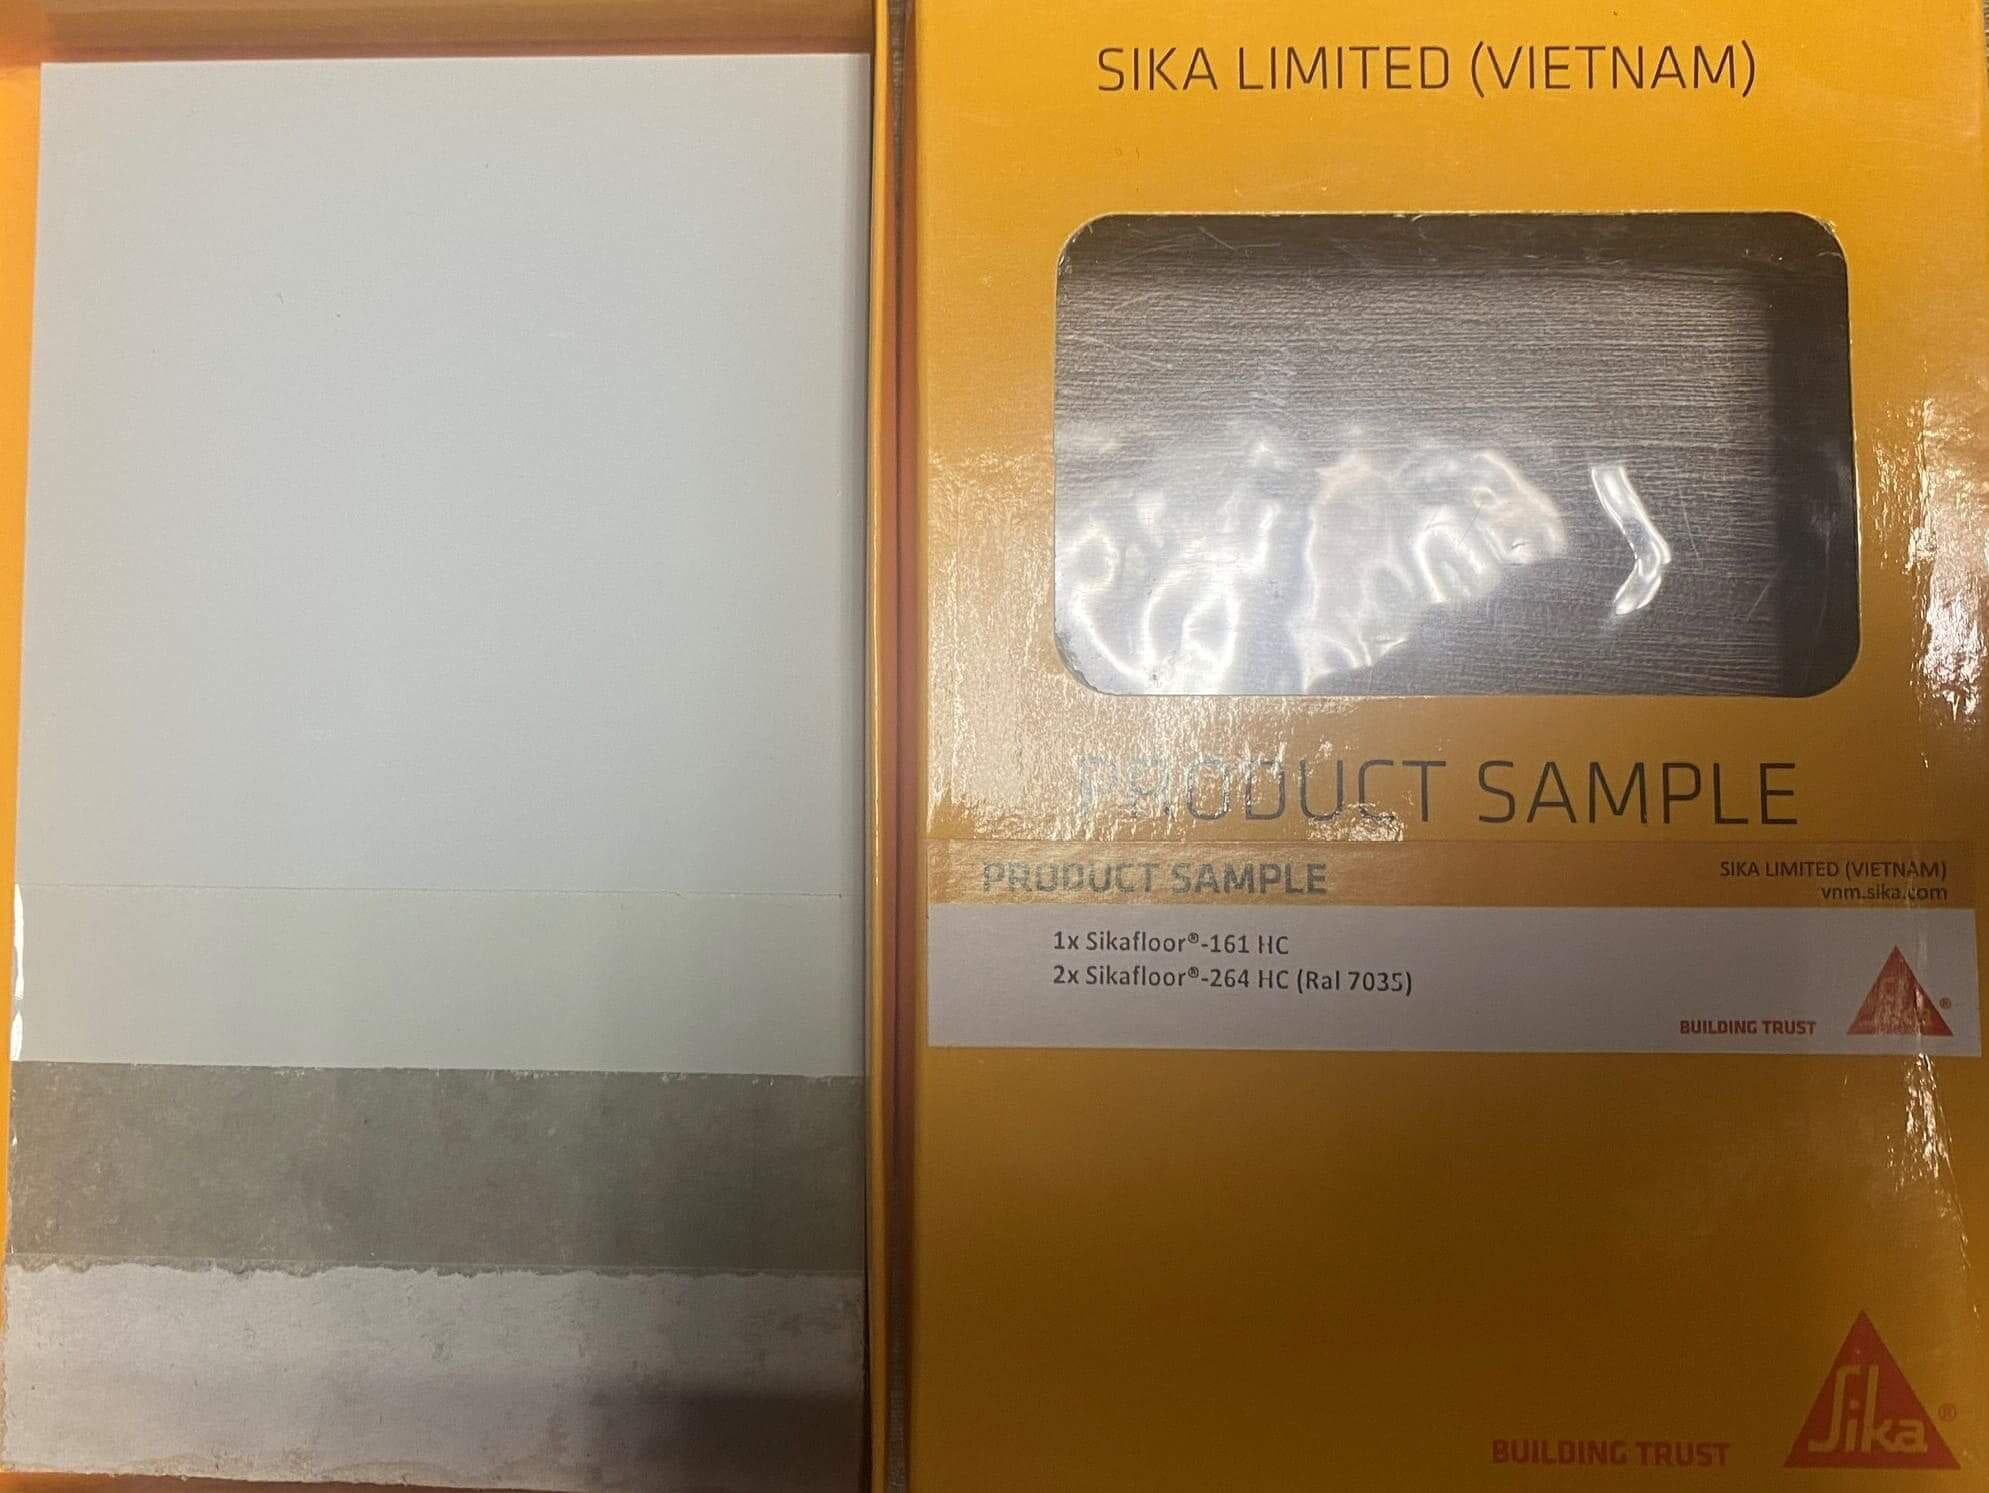 SIKA LIMITED (VIETNAM)
PRODUCT SAMPLE
PRODUCT SAMPLE
SIKA LIMITED (VIETNAM)
vnm.sika.com
1x Sikafloor®-161 HC
2x Sikafloor®-264 HC (Ral 7035)
BUILDING TRUST
Sika®
BUILDING TRUST
Sika®